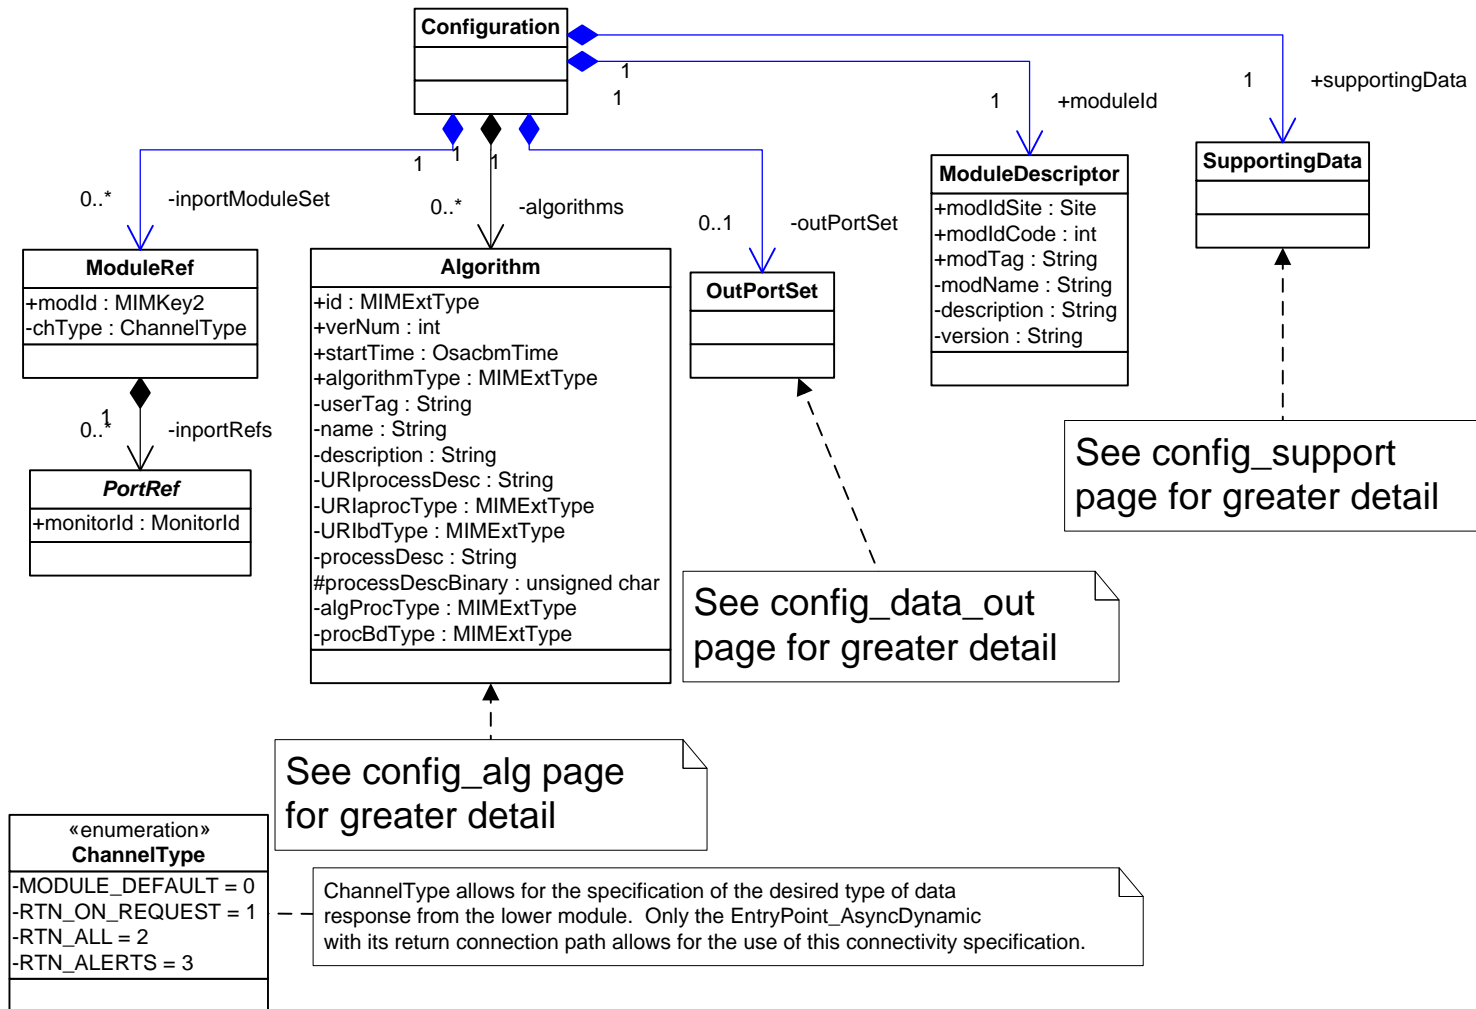 Configuration
1
+supportingData
1
1
1
+moduleId
1
1
1
0..*
-inportModuleSet
0..*
-algorithms
0..1
-outPortSet
ModuleDescriptor
+modIdSite : Site
+modIdCode : int
+modTag : String
-modName : String
-description : String
-version : String
SupportingData
ModuleRef
+modId : MIMKey2
-chType : ChannelType
Algorithm
+id : MIMExtType
+verNum : int
+startTime : OsacbmTime
+algorithmType : MIMExtType
-userTag : String
-name : String
-description : String
-URIprocessDesc : String
-URIaprocType : MIMExtType
-URIbdType : MIMExtType
-processDesc : String
#processDescBinary : unsigned char
-algProcType : MIMExtType
-procBdType : MIMExtType
OutPortSet
1
0..*
-inportRefs
PortRef
+monitorId : MonitorId
See config_support
page for greater detail
See config_data_out
page for greater detail
See config_alg page
for greater detail
«enumeration»
ChannelType
-MODULE_DEFAULT = 0
-RTN_ON_REQUEST = 1
-RTN_ALL = 2
-RTN_ALERTS = 3
ChannelType allows for the specification of the desired type of data
response from the lower module.  Only the EntryPoint_AsyncDynamic
with its return connection path allows for the use of this connectivity specification.